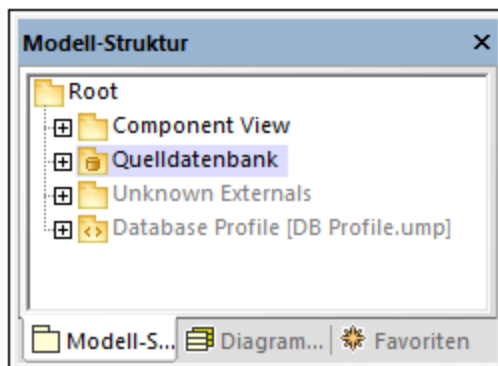 Modell-Struktur
Root
Component View
Quelldatenbank
Unknown Externals
Database Profile [DB Profile.ump]
Modell-S... Diagram... Favoriten